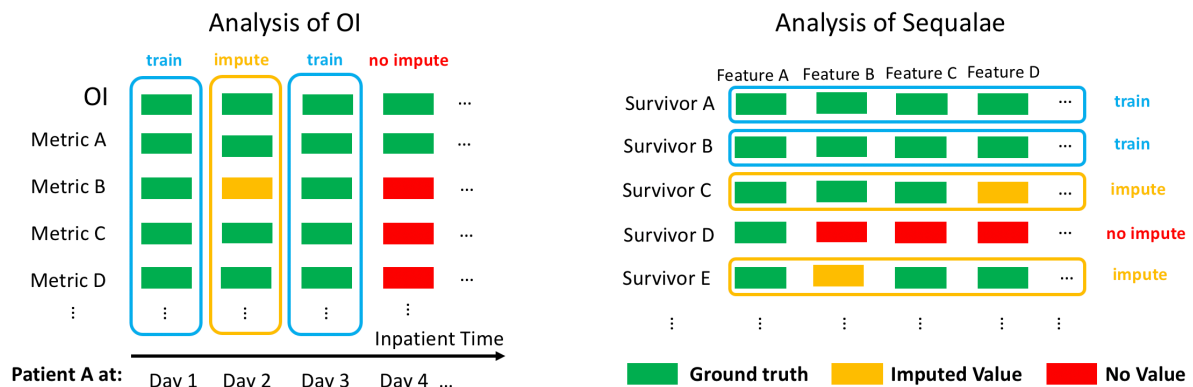 Analysis of OI
train impute train no impute
OI ...
Metric A ...
Metric B ...
Metric C ...
Metric D ...
Inpatient Time
Patient A at: Day 1 Day 2 Day 3 Day 4 ...
Analysis of Sequalae
Feature A Feature B Feature C Feature D
Survivor A ... train
Survivor B ... train
Survivor C ... impute
Survivor D ... no impute
Survivor E ... impute
Ground truth Imputed Value No Value